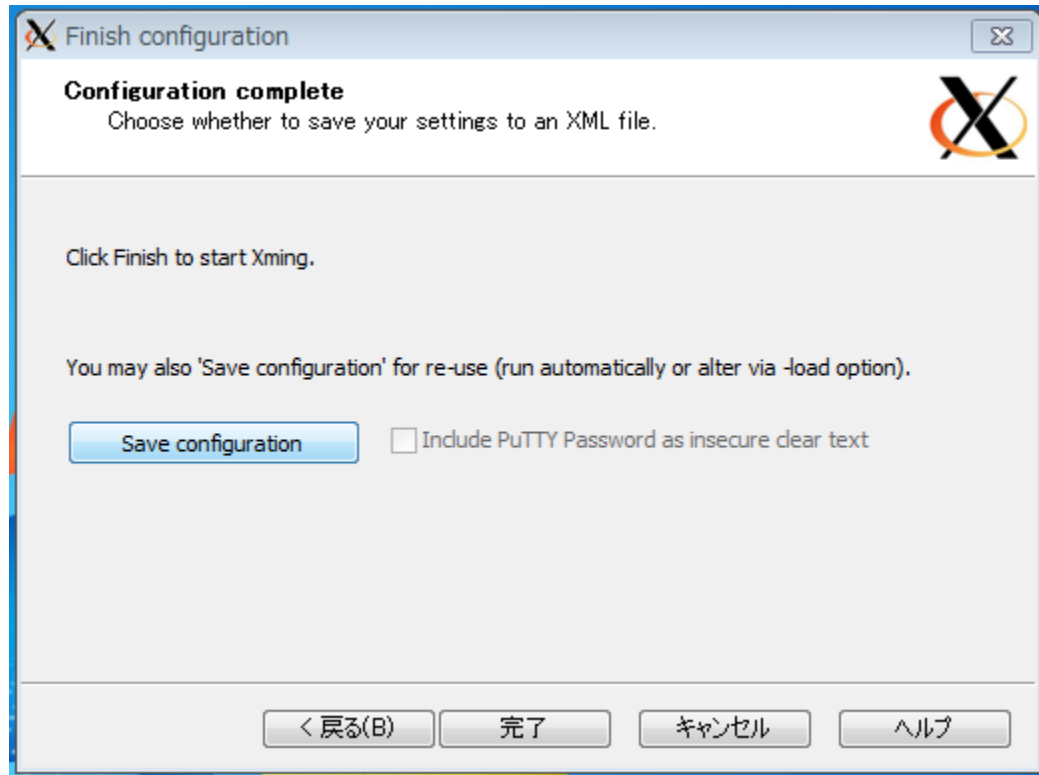 Finish configuration
Configuration complete
Choose whether to save your settings to an XML file.
Click Finish to start Xming.
You may also 'Save configuration' for re-use (run automatically or alter via -load option).
Save configuration
Include PuTTY Password as insecure clear text
< 戻る(B)
完了
キャンセル
ヘルプ